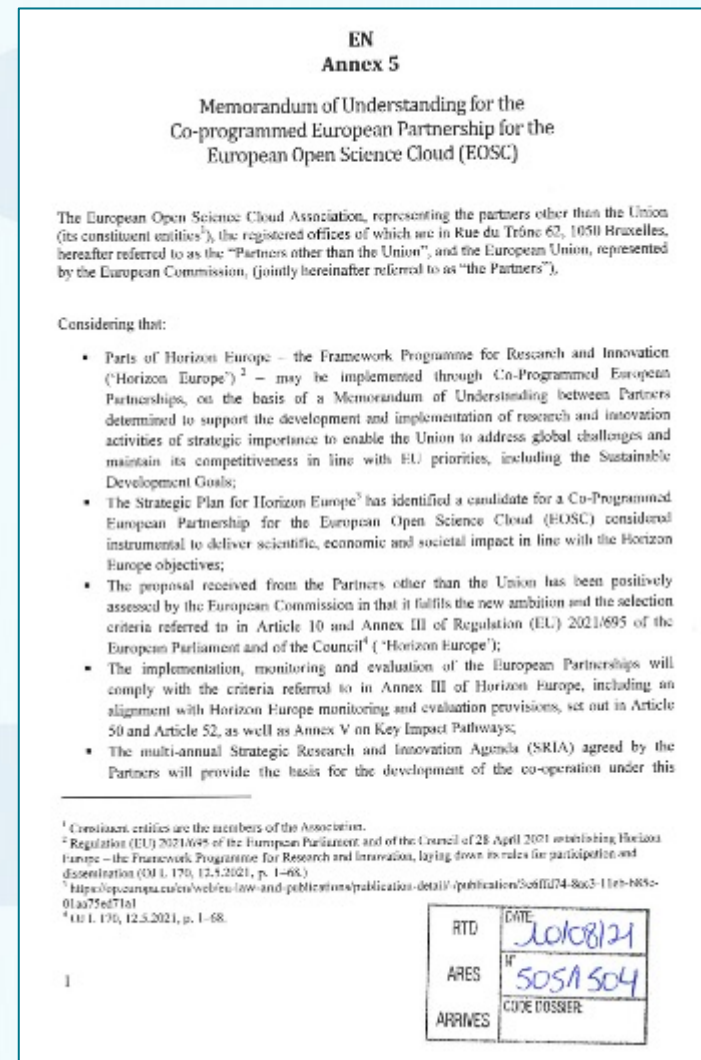 EN
Annex 5
Memorandum of Understanding for the
Co-programmed European Partnership for the
European Open Science Cloud (EOSC)
The European Open Science Cloud Association, representing the partners other than the Union
(its constituent entities¹), the registered offices of which are in Rue du Trône 62, 1050 Bruxelles,
hereafter referred to as the “Partners other than the Union”, and the European Union, represented
by the European Commission, (jointly hereinafter referred to as “the Partners”),
Considering that:
▪ Parts of Horizon Europe – the Framework Programme for Research and Innovation
(‘Horizon Europe’) ² – may be implemented through Co-Programmed European
Partnerships, on the basis of a Memorandum of Understanding between Partners
determined to support the development and implementation of research and innovation
activities of strategic importance to enable the Union to address global challenges and
maintain its competitiveness in line with EU priorities, including the Sustainable
Development Goals;
▪ The Strategic Plan for Horizon Europe³ has identified a candidate for a Co-Programmed
European Partnership for the European Open Science Cloud (EOSC) considered
instrumental to deliver scientific, economic and societal impact in line with the Horizon
Europe objectives;
▪ The proposal received from the Partners other than the Union has been positively
assessed by the European Commission in that it fulfils the new ambition and the selection
criteria referred to in Article 10 and Annex III of Regulation (EU) 2021/695 of the
European Parliament and of the Council⁴ ( ‘Horizon Europe’);
▪ The implementation, monitoring and evaluation of the European Partnerships will
comply with the criteria referred to in Annex III of Horizon Europe, including an
alignment with Horizon Europe monitoring and evaluation provisions, set out in Article
50 and Article 52, as well as Annex V on Key Impact Pathways;
▪ The multi-annual Strategic Research and Innovation Agenda (SRIA) agreed by the
Partners will provide the basis for the development of the co-operation under this
¹ Constituent entities are the members of the Association.
² Regulation (EU) 2021/695 of the European Parliament and of the Council of 28 April 2021 establishing Horizon
Europe – the Framework Programme for Research and Innovation, laying down its rules for participation and
dissemination (OJ L 170, 12.5.2021, p. 1–68.)
³ https://op.europa.eu/en/web/eu-law-and-publications/publication-detail/-/publication/3c6ffd74-8ac3-11eb-b85c-
01aa75ed71a1
⁴ OJ L 170, 12.5.2021, p. 1–68.
1
RTD DATE: 10/08/21
ARES N° 5051504
ARRIVES CODE DOSSIER: